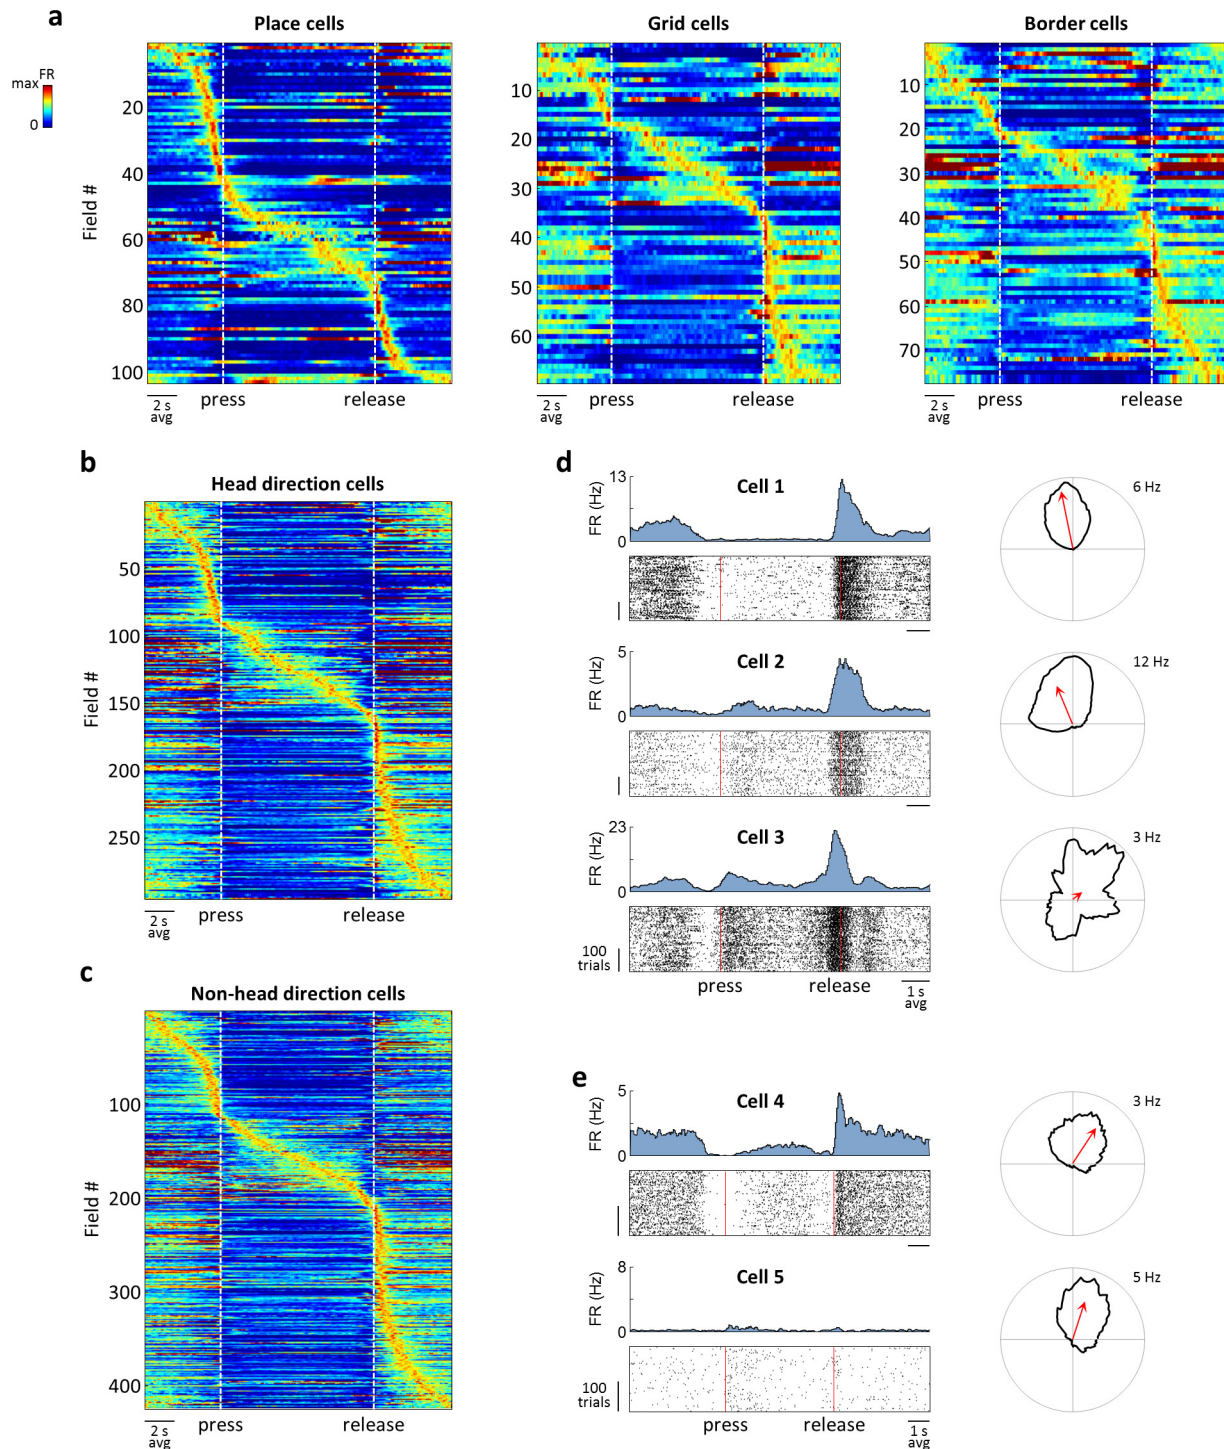 a
Place cells
Grid cells
Border cells
FR
max
0
Field #
20
40
60
80
100
10
20
30
40
50
60
10
20
30
40
50
60
70
2 s
avg
press
release
2 s
avg
press
release
2 s
avg
press
release
b
Head direction cells
Field #
50
100
150
200
250
2 s
avg
press
release
c
Non-head direction cells
Field #
100
200
300
400
2 s
avg
press
release
d
Cell 1
FR (Hz)
13
0
6 Hz
Cell 2
FR (Hz)
5
0
12 Hz
Cell 3
FR (Hz)
23
0
3 Hz
100
trials
press
release
1 s
avg
e
Cell 4
FR (Hz)
5
0
3 Hz
Cell 5
FR (Hz)
8
0
5 Hz
100
trials
press
release
1 s
avg